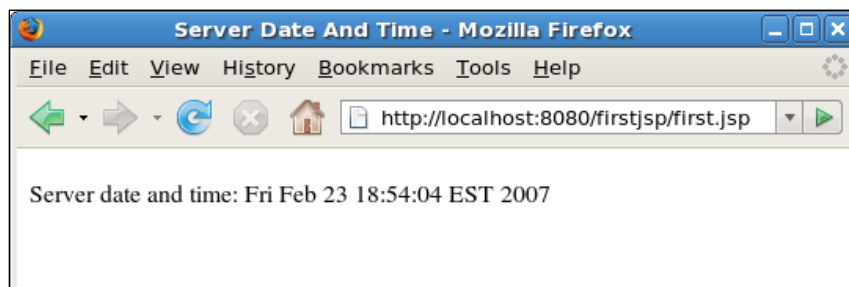 Server Date And Time - Mozilla Firefox
File Edit View History Bookmarks Tools Help
http://localhost:8080/firstjsp/first.jsp
Server date and time: Fri Feb 23 18:54:04 EST 2007